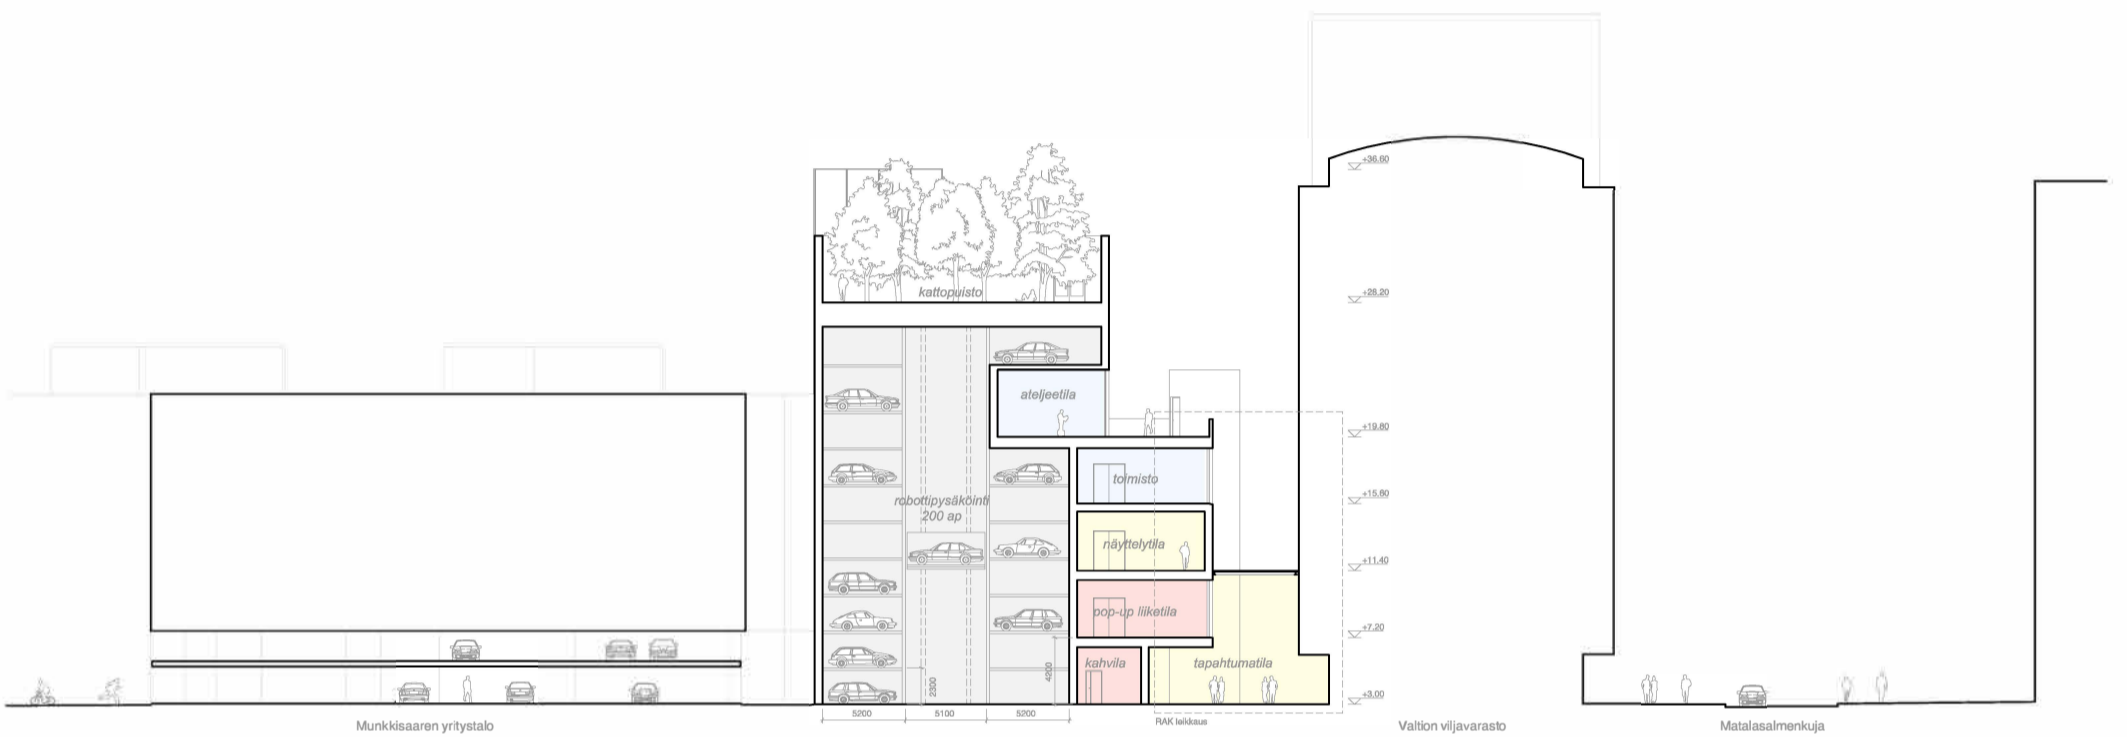 +36.60
kattopuisto
+28.20
ateljeetila
+19.80
toimisto
robottipysäköinti
200 ap
+15.60
näyttelytila
+11.40
pop-up liiketila
+7.20
kahvila
tapahtumatila
2300
4200
+3.00
5200
5100
5200
RAK leikkaus
Munkkisaaren yritystalo
Valtion viljavarasto
Matalasalmenkuja